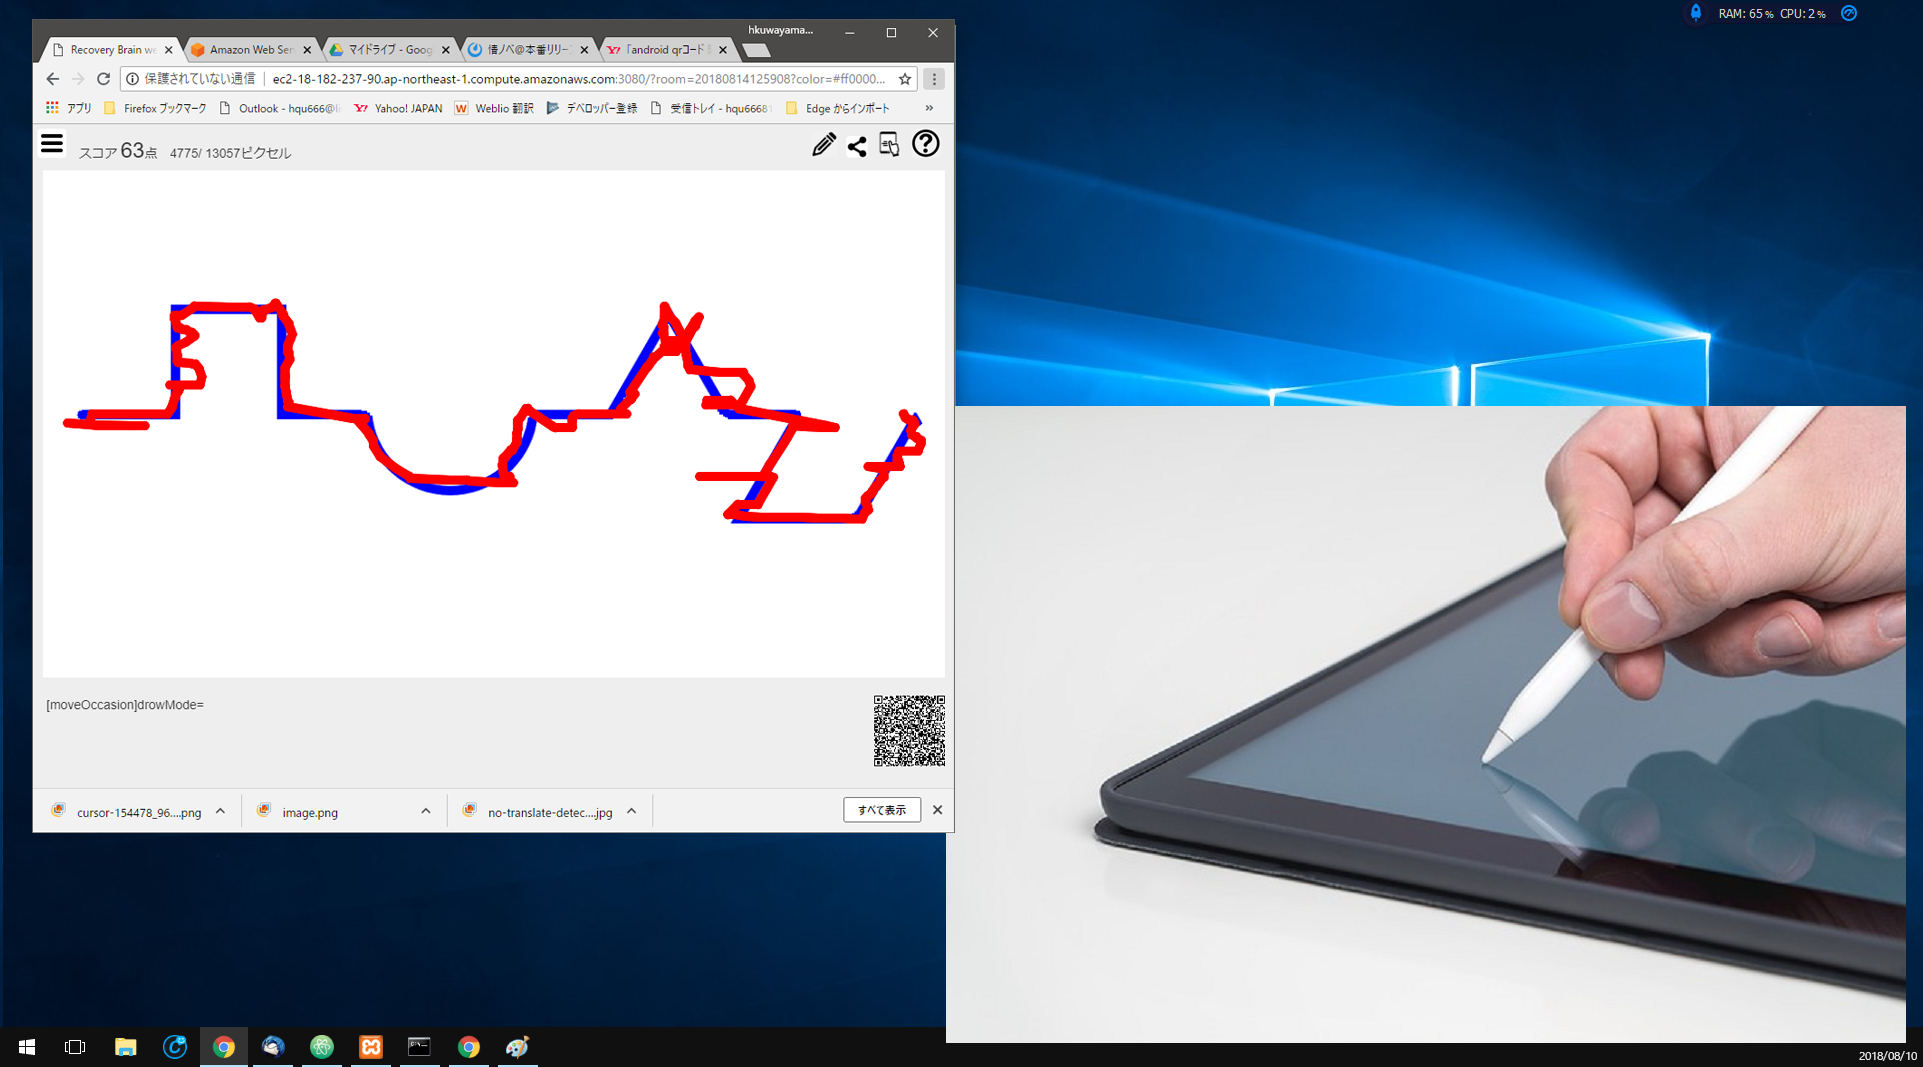 RAM: 65% CPU: 2%
hkuwayama...
Recovery Brain we
Amazon Web Serv
マイドライブ - Goog
情ノベ@本番リリー
「android qrコード
保護されていない通信 ec2-18-182-237-90.ap-northeast-1.compute.amazonaws.com:3080/?room=20180814125908?color=#ff0000...
アプリ Firefox ブックマーク Outlook - hqu666@li Yahoo! JAPAN Weblio 翻訳 デベロッパー登録 受信トレイ - hqu66681 Edge からインポート »
スコア 63点 4775/ 13057ピクセル
[moveOccasion]drowMode=
cursor-154478_96....png
image.png
no-translate-detec....jpg
すべて表示
2018/08/10